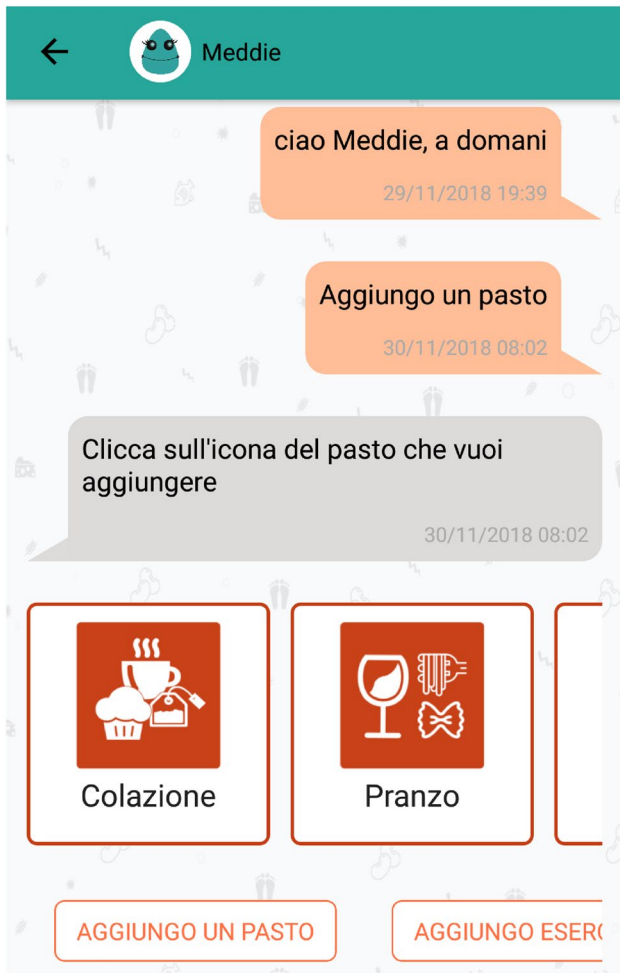 Meddie
ciao Meddie, a domani
29/11/2018 19:39
Aggiungo un pasto
30/11/2018 08:02
Clicca sull'icona del pasto che vuoi
aggiungere
30/11/2018 08:02
Colazione
Pranzo
AGGIUNGO UN PASTO
AGGIUNGO